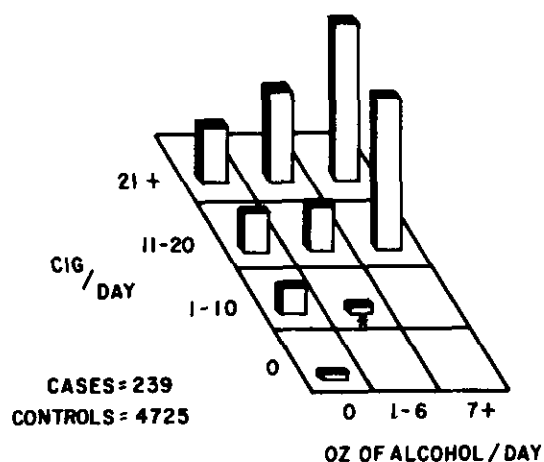 21 +
11-20
CIG/DAY
1-10
0
CASES = 239
CONTROLS = 4725
0 1-6 7+
OZ OF ALCOHOL / DAY